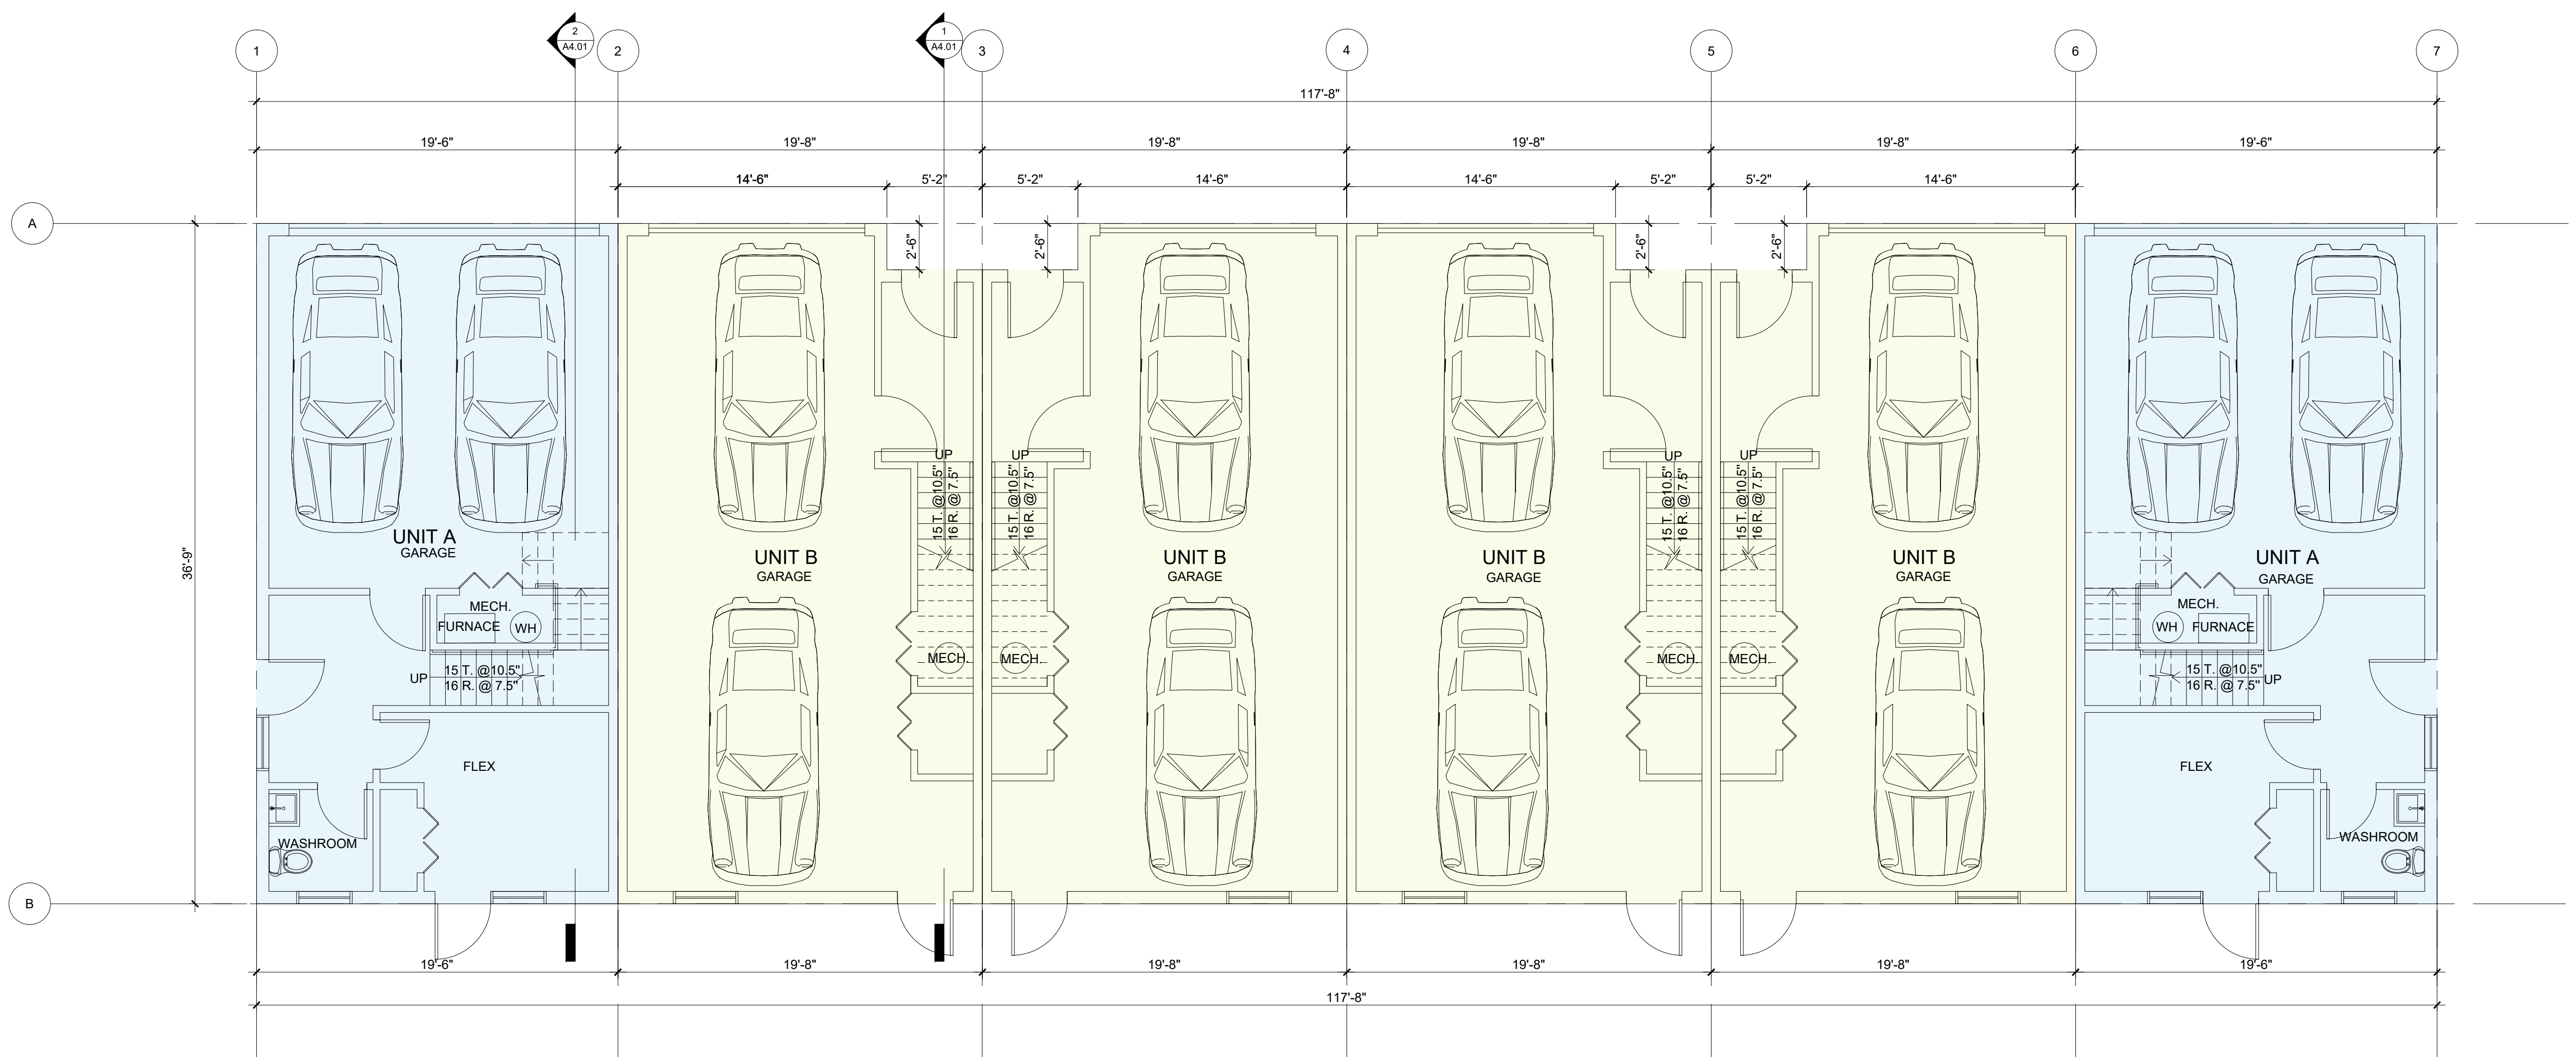 1
2
A4.01
2
1
A4.01
3
4
5
6
7
117'-8"
19'-6"
19'-8"
19'-8"
19'-8"
19'-8"
19'-6"
14'-6"
5'-2"
5'-2"
14'-6"
14'-6"
5'-2"
5'-2"
14'-6"
A
2'-6"
2'-6"
2'-6"
2'-6"
36'-9"
UP
UP
UP
UP
15 T. @10.5"
16 R. @ 7.5"
15 T. @10.5"
16 R. @ 7.5"
15 T. @10.5"
16 R. @ 7.5"
15 T. @10.5"
16 R. @ 7.5"
UNIT A
GARAGE
UNIT B
GARAGE
UNIT B
GARAGE
UNIT B
GARAGE
UNIT B
GARAGE
UNIT A
GARAGE
MECH.
FURNACE
WH
MECH.
WH
FURNACE
MECH.
MECH.
MECH.
MECH.
UP
15 T. @10.5"
16 R. @ 7.5"
15 T. @10.5"
16 R. @ 7.5"
UP
FLEX
FLEX
WASHROOM
WASHROOM
B
19'-6"
19'-8"
19'-8"
19'-8"
19'-8"
19'-6"
117'-8"